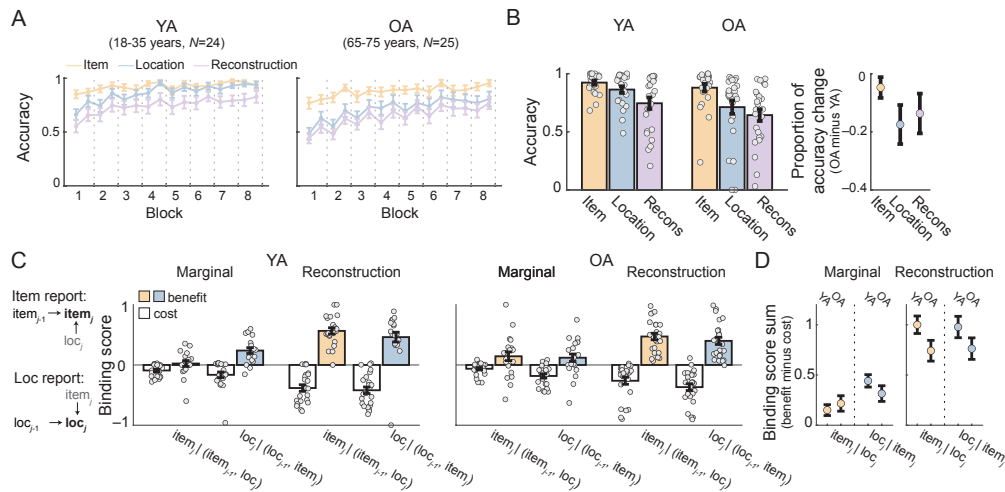 A
YA
(18-35 years, N=24)
OA
(65-75 years, N=25)
Item
Location
Reconstruction
Accuracy
1
0.5
1 2 3 4 5 6 7 8
Block
1
0.5
1 2 3 4 5 6 7 8
Block
B
YA
OA
Accuracy
1
0.5
0
Item
Location
Recons
Item
Location
Recons
Proportion of
accuracy change
(OA minus YA)
0
−0.2
−0.4
Item
Location
Recons
C
YA
Marginal
Reconstruction
OA
Marginal
Reconstruction
Item report:
itemj-1 → itemj
locj
Loc report:
itemj
locj-1 → locj
benefit
cost
Binding score
1
0
−1
itemj | (itemj-1, locj)
locj | (locj-1, itemj)
itemj | (itemj-1, locj)
locj | (locj-1, itemj)
itemj | (itemj-1, locj)
locj | (locj-1, itemj)
itemj | (itemj-1, locj)
locj | (locj-1, itemj)
D
Marginal
Reconstruction
YA OA
YA OA
YA OA
YA OA
Binding score sum
(benefit minus cost)
1
0.5
0
itemj | locj
locj | itemj
itemj | locj
locj | itemj